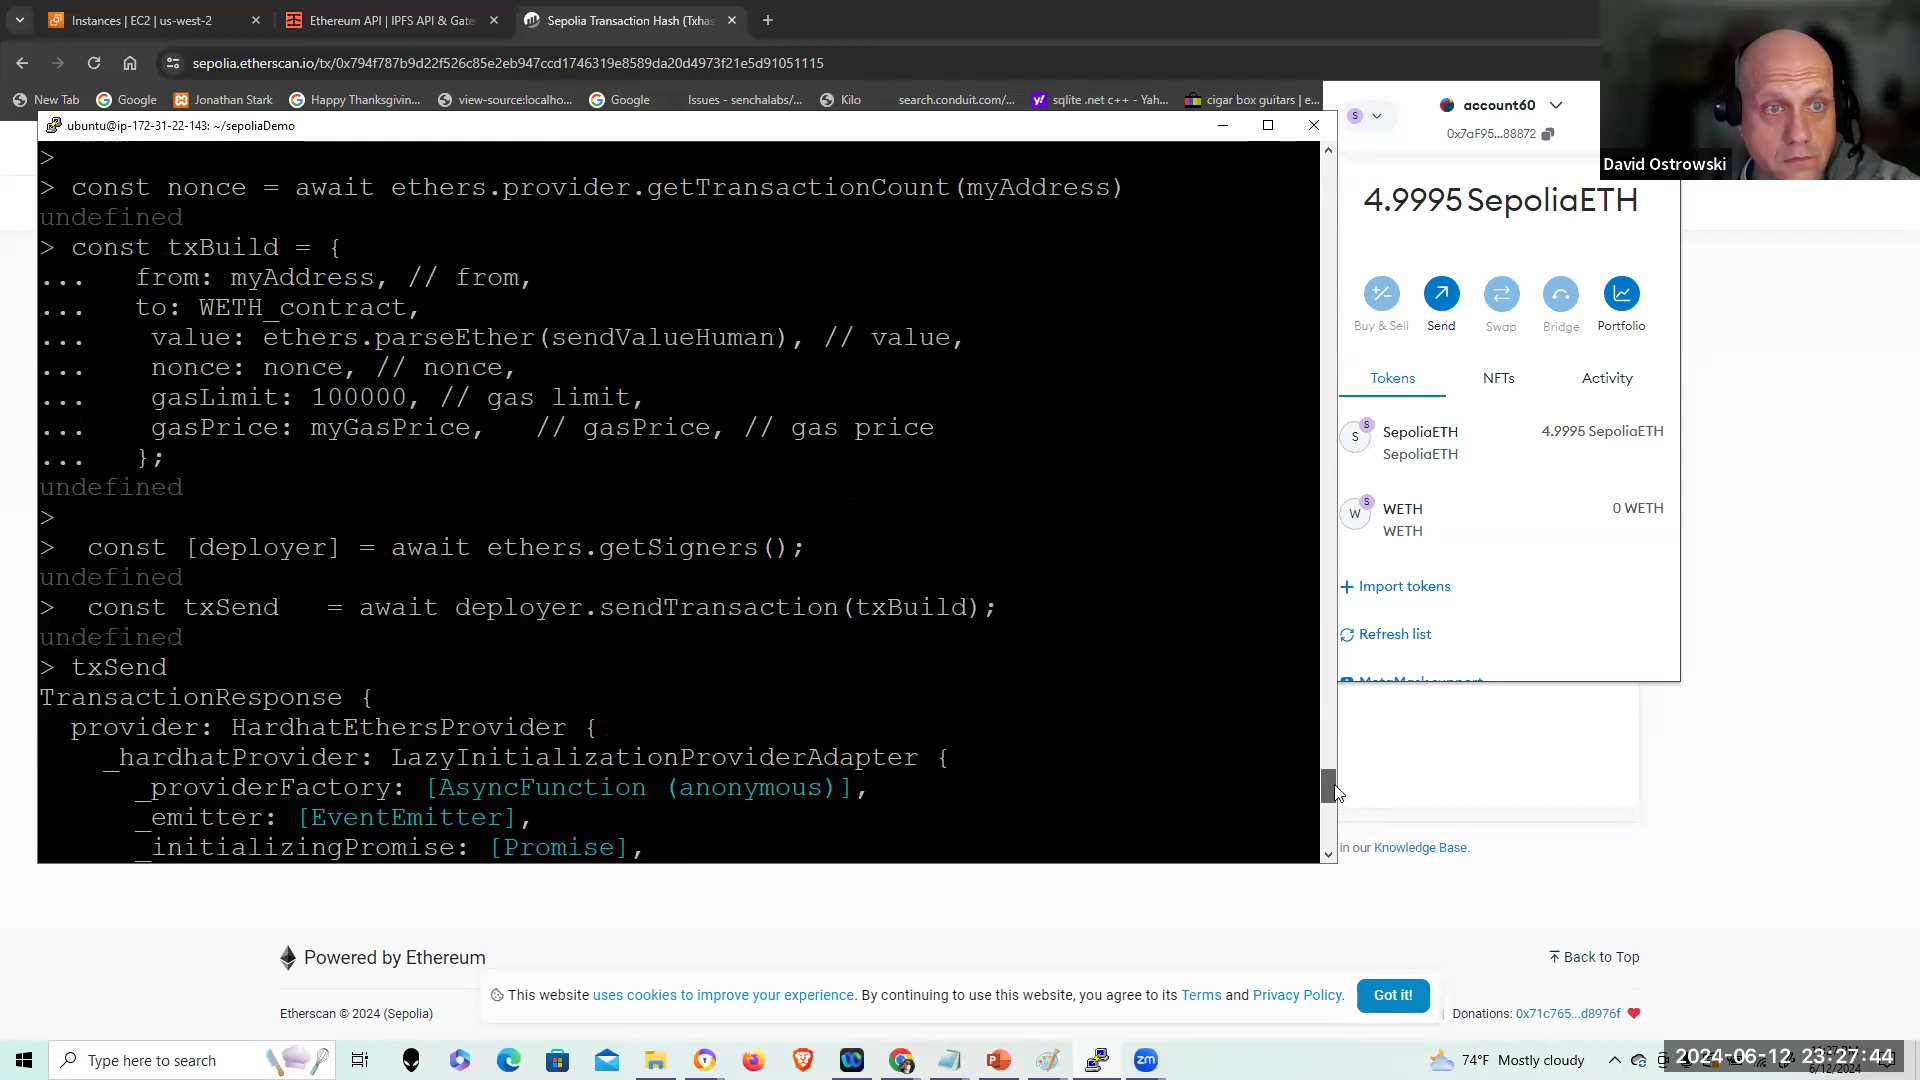 Instances | EC2 | us-west-2
Ethereum API | IPFS API & Gate
Sepolia Transaction Hash (Txhas
sepolia.etherscan.io/tx/0x794f787b9d22f526c85e2eb947ccd1746319e8589da20d4973f21e5d91051115
New Tab
Google
Jonathan Stark
Happy Thanksgivin...
view-source:localho...
Google
Issues - senchalabs/...
Kilo
search.conduit.com/...
sqlite .net c++ - Yah...
cigar box guitars | e...
ubuntu@ip-172-31-22-143: ~/sepoliaDemo
>
> const nonce = await ethers.provider.getTransactionCount(myAddress)
undefined
> const txBuild = {
...   from: myAddress, // from,
...   to: WETH_contract,
...    value: ethers.parseEther(sendValueHuman), // value,
...    nonce: nonce, // nonce,
...    gasLimit: 100000, // gas limit,
...    gasPrice: myGasPrice,   // gasPrice, // gas price
...   };
undefined
>
>  const [deployer] = await ethers.getSigners();
undefined
>  const txSend   = await deployer.sendTransaction(txBuild);
undefined
> txSend
TransactionResponse {
  provider: HardhatEthersProvider {
    _hardhatProvider: LazyInitializationProviderAdapter {
      _providerFactory: [AsyncFunction (anonymous)],
      _emitter: [EventEmitter],
      _initializingPromise: [Promise],
S
account60
0x7aF95...88872
David Ostrowski
4.9995 SepoliaETH
Buy & Sell
Send
Swap
Bridge
Portfolio
Tokens
NFTs
Activity
S
S
SepoliaETH
4.9995 SepoliaETH
SepoliaETH
S
W
WETH
0 WETH
WETH
+ Import tokens
Refresh list
MetaMask support
in our Knowledge Base.
Powered by Ethereum
Back to Top
This website uses cookies to improve your experience. By continuing to use this website, you agree to its Terms and Privacy Policy.
Got it!
Etherscan © 2024 (Sepolia)
Donations: 0x71c765...d8976f
Type here to search
zm
74°F Mostly cloudy
2024-06-12 23:27:44
6/12/2024